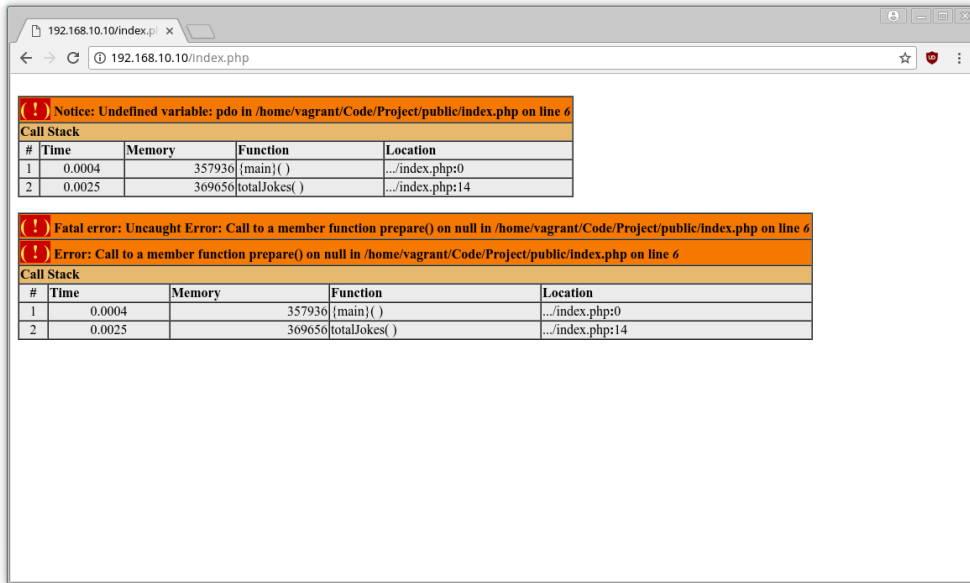 192.168.10.10/index.p
192.168.10.10/index.php
( ! ) Notice: Undefined variable: pdo in /home/vagrant/Code/Project/public/index.php on line 6
Call Stack
# Time Memory Function Location
1 0.0004 357936 {main}( ) .../index.php:0
2 0.0025 369656 totalJokes( ) .../index.php:14
( ! ) Fatal error: Uncaught Error: Call to a member function prepare() on null in /home/vagrant/Code/Project/public/index.php on line 6
( ! ) Error: Call to a member function prepare() on null in /home/vagrant/Code/Project/public/index.php on line 6
Call Stack
# Time Memory Function Location
1 0.0004 357936 {main}( ) .../index.php:0
2 0.0025 369656 totalJokes( ) .../index.php:14